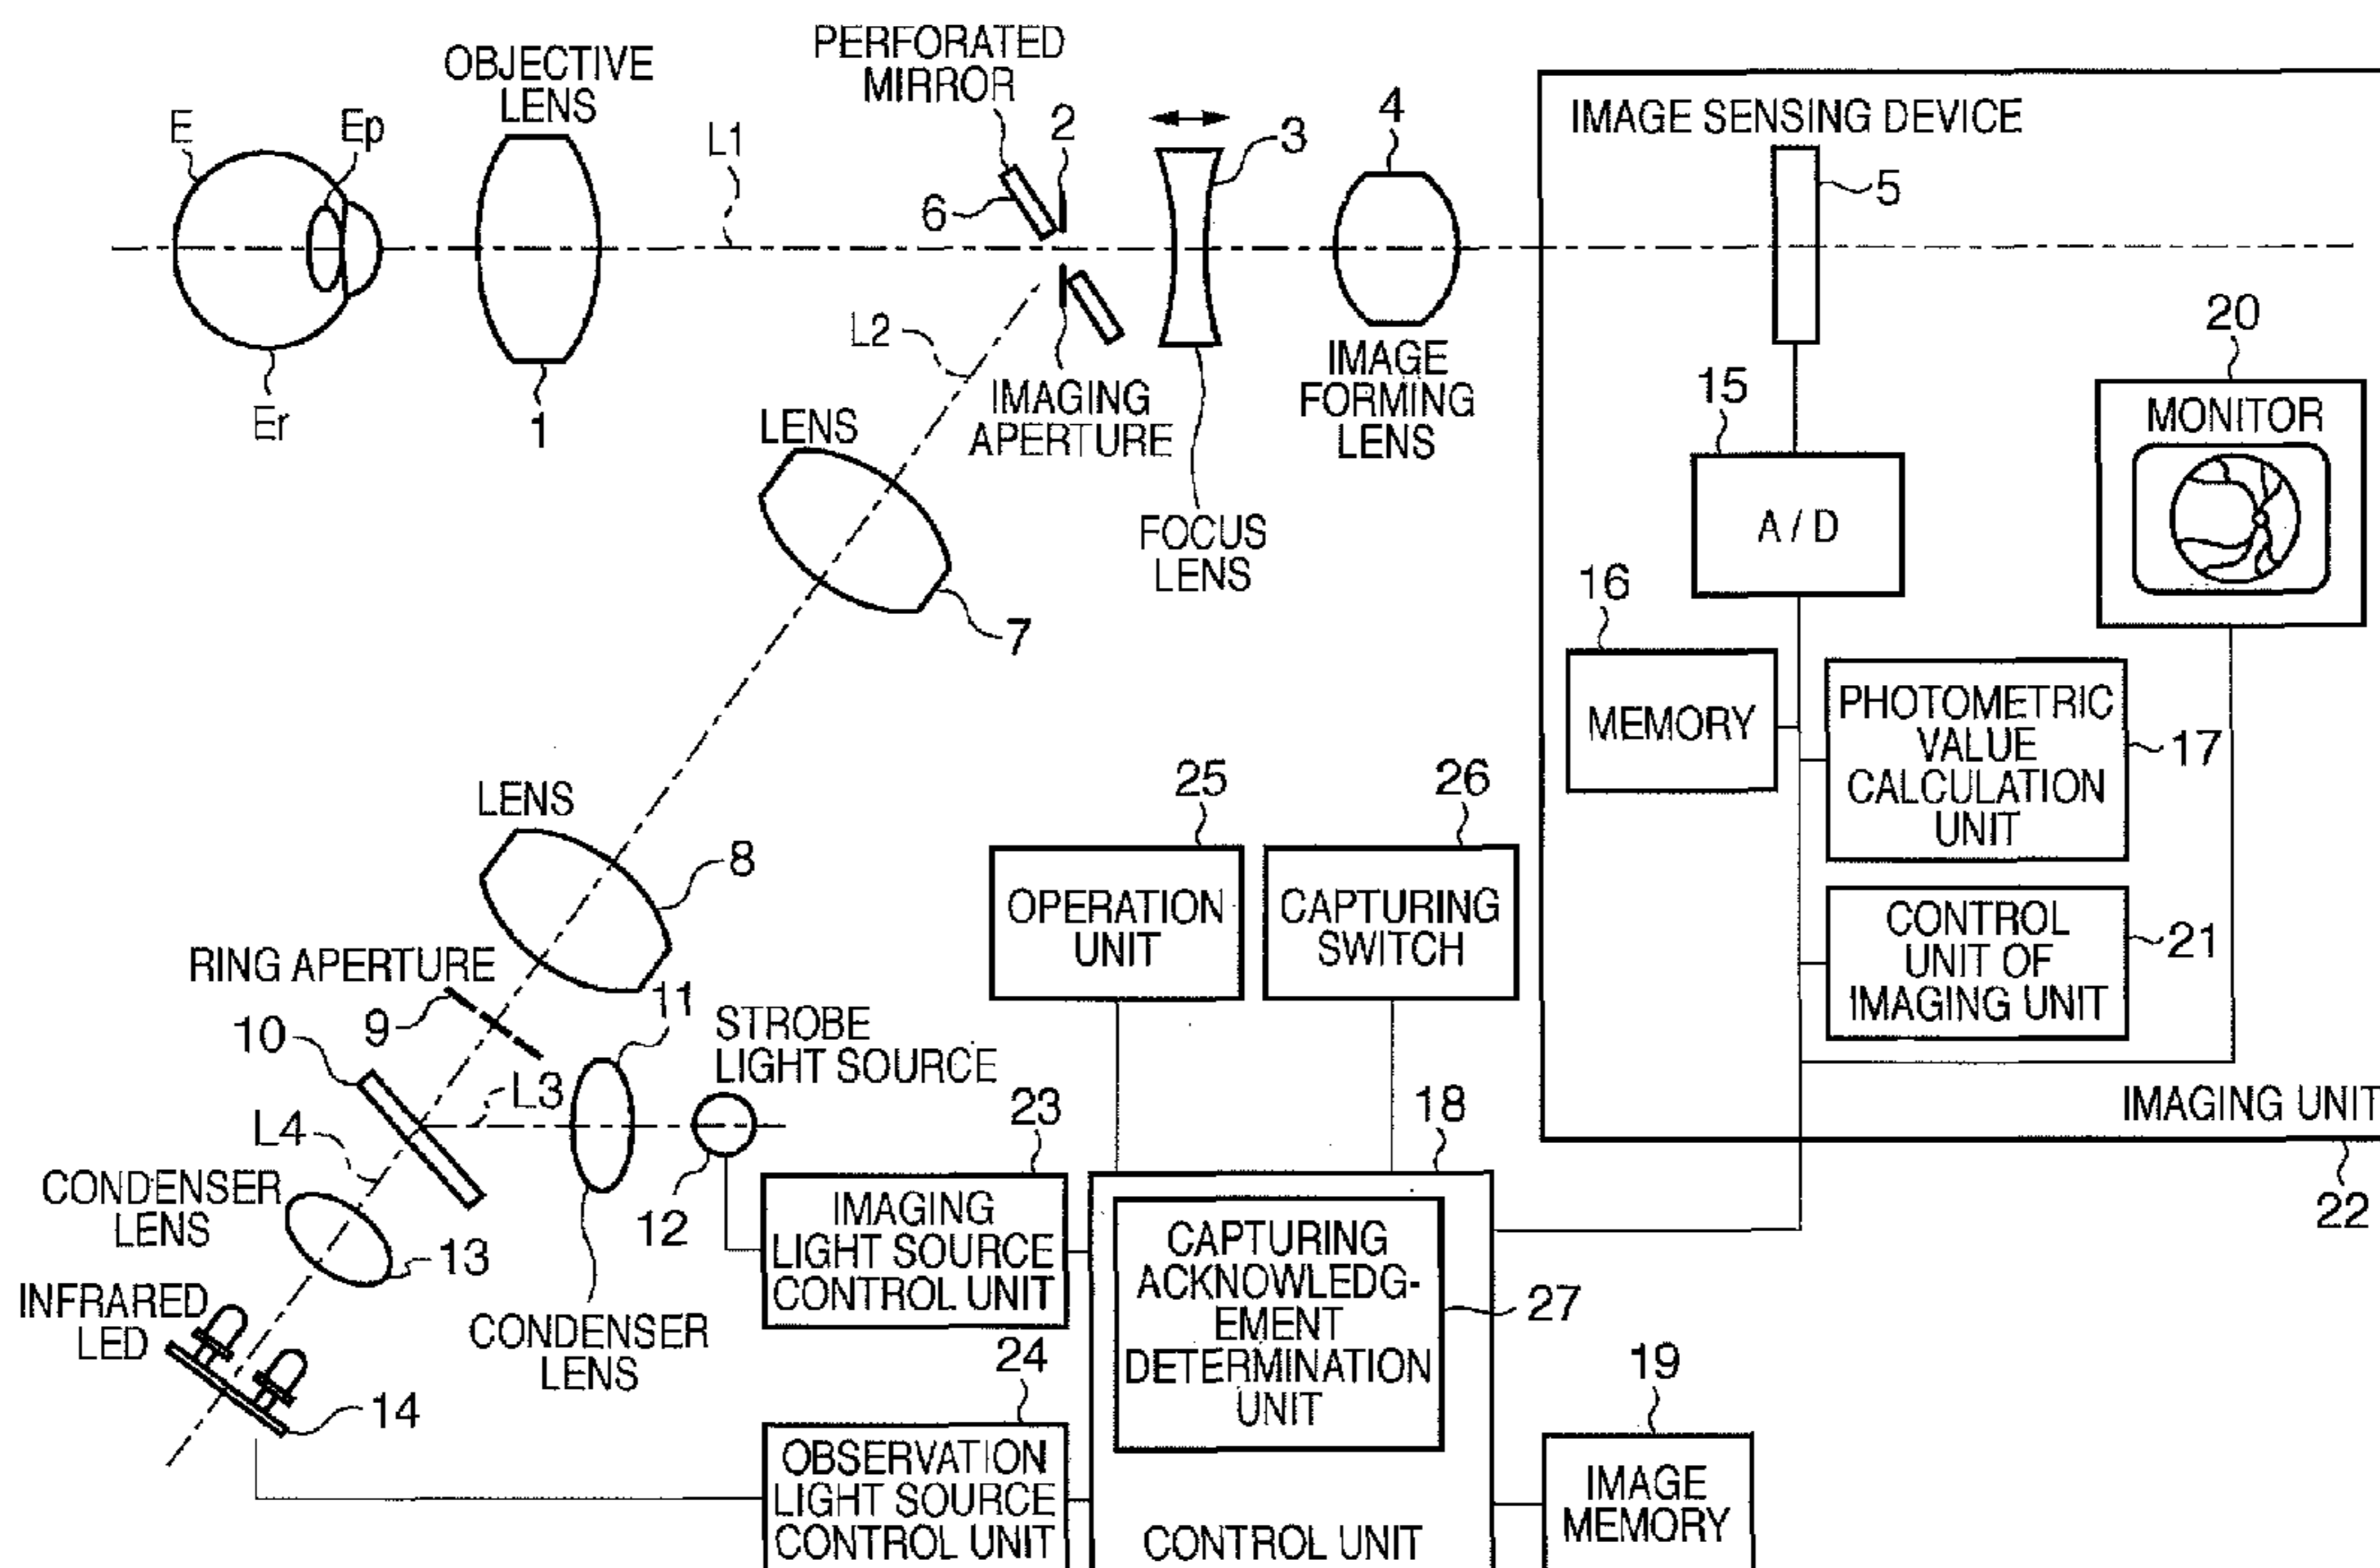 PERFORATED
MIRROR
OBJECTIVE
LENS
E
Ep
L1
2
3
4
IMAGE SENSING DEVICE
5
6
L2
20
Er
1
IMAGING
APERTURE
IMAGE
FORMING
LENS
15
MONITOR
LENS
FOCUS
LENS
A / D
7
16
MEMORY
PHOTOMETRIC
VALUE
CALCULATION
UNIT
17
LENS
8
25
26
OPERATION
UNIT
CAPTURING
SWITCH
CONTROL
UNIT OF
IMAGING UNIT
21
RING APERTURE
9
10
11
STROBE
LIGHT SOURCE
L3
L4
23
18
IMAGING UNIT
22
CONDENSER
LENS
13
12
IMAGING
LIGHT SOURCE
CONTROL UNIT
CAPTURING
ACKNOWLEDG-
EMENT
DETERMINATION
UNIT
27
INFRARED
LED
CONDENSER
LENS
14
24
19
OBSERVATION
LIGHT SOURCE
CONTROL UNIT
CONTROL UNIT
IMAGE
MEMORY